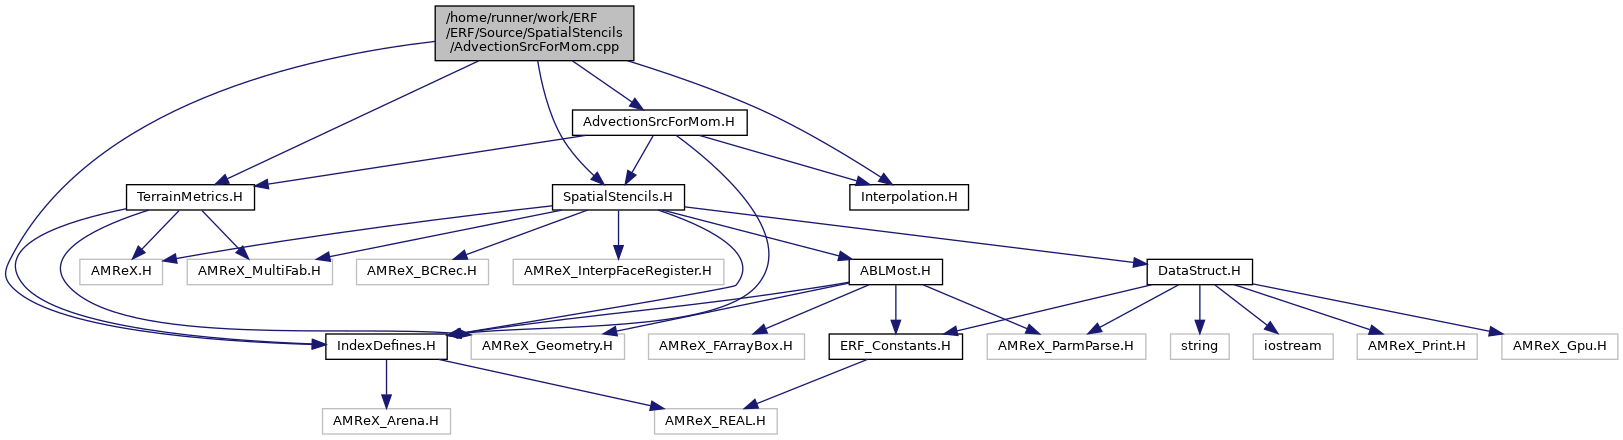 /home/runner/work/ERF
/ERF/Source/SpatialStencils
/AdvectionSrcForMom.cpp
AdvectionSrcForMom.H
TerrainMetrics.H
SpatialStencils.H
Interpolation.H
AMReX.H
AMReX_MultiFab.H
AMReX_BCRec.H
AMReX_InterpFaceRegister.H
ABLMost.H
DataStruct.H
IndexDefines.H
AMReX_Geometry.H
AMReX_FArrayBox.H
ERF_Constants.H
AMReX_ParmParse.H
string
iostream
AMReX_Print.H
AMReX_Gpu.H
AMReX_Arena.H
AMReX_REAL.H